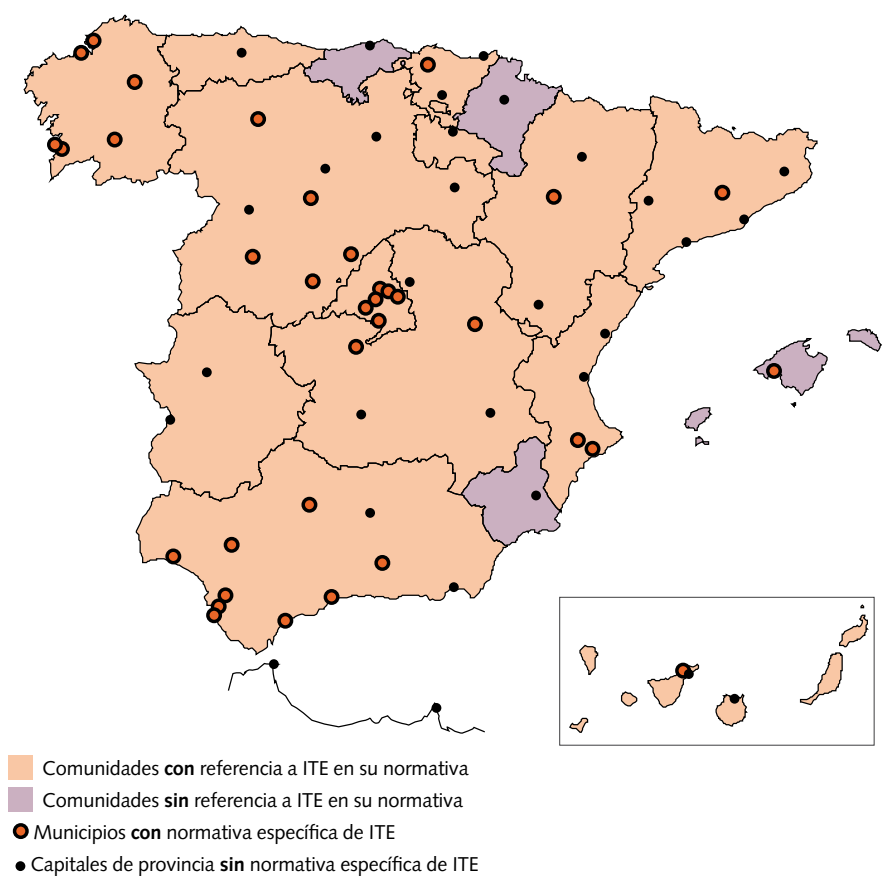 Comunidades con referencia a ITE en su normativa
Comunidades sin referencia a ITE en su normativa
Municipios con normativa específica de ITE
Capitales de provincia sin normativa específica de ITE